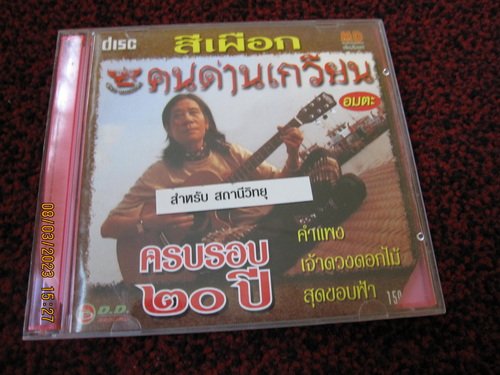 disc
สีเผือก
MD
คนด่านเกวียน
อมตะ
สำหรับ สถานีวิทยุ
ครบรอบ
๒๐ ปี
คำแพง
เจ้าดวงดอกไม้
สุดขอบฟ้า
D.D.
08/03/2023 15:27